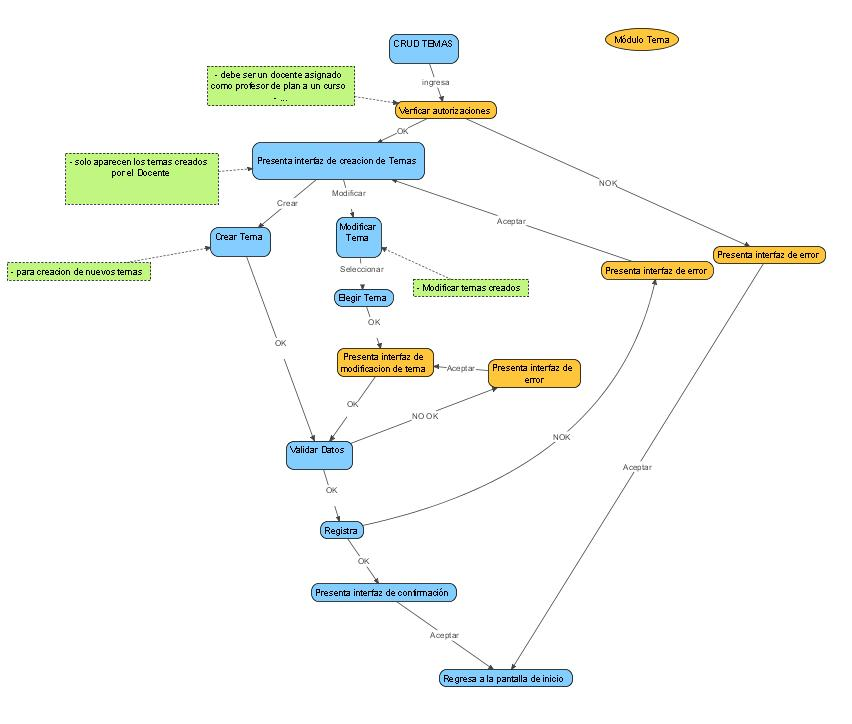 CRUD TEMAS
Módulo Tema
ingresa
- debe ser un docente asignado
como profesor de plan a un curso
- ...
Verficar autorizaciones
OK
NOK
- solo aparecen los temas creados
por el Docente
Presenta interfaz de creacion de Temas
Crear
Modificar
Aceptar
Crear Tema
Modificar
Tema
- para creacion de nuevos temas
Seleccionar
- Modificar temas creados
Presenta interfaz de error
Presenta interfaz de error
Elegir Tema
OK
OK
Presenta interfaz de
modificacion de tema
Aceptar
Presenta interfaz de
error
OK
NO OK
NOK
Validar Datos
Aceptar
OK
Registra
OK
Presenta interfaz de confirmación
Aceptar
Regresa a la pantalla de inicio